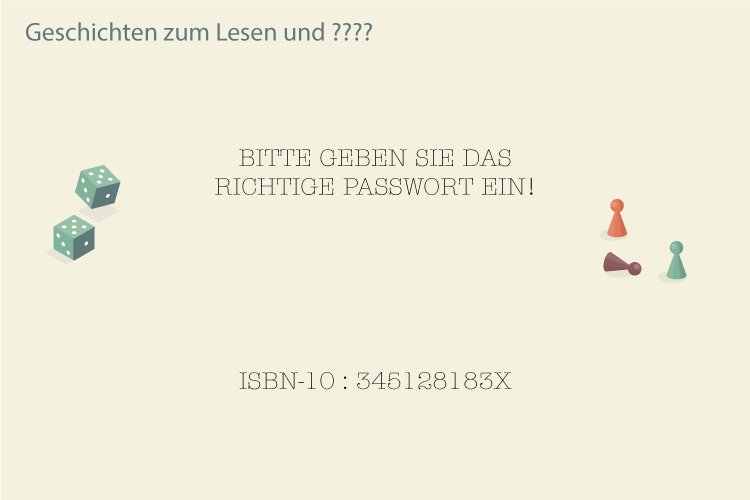 Geschichten zum Lesen und ????
BITTE GEBEN SIE DAS
RICHTIGE PASSWORT EIN!
ISBN-10 : 345128183X